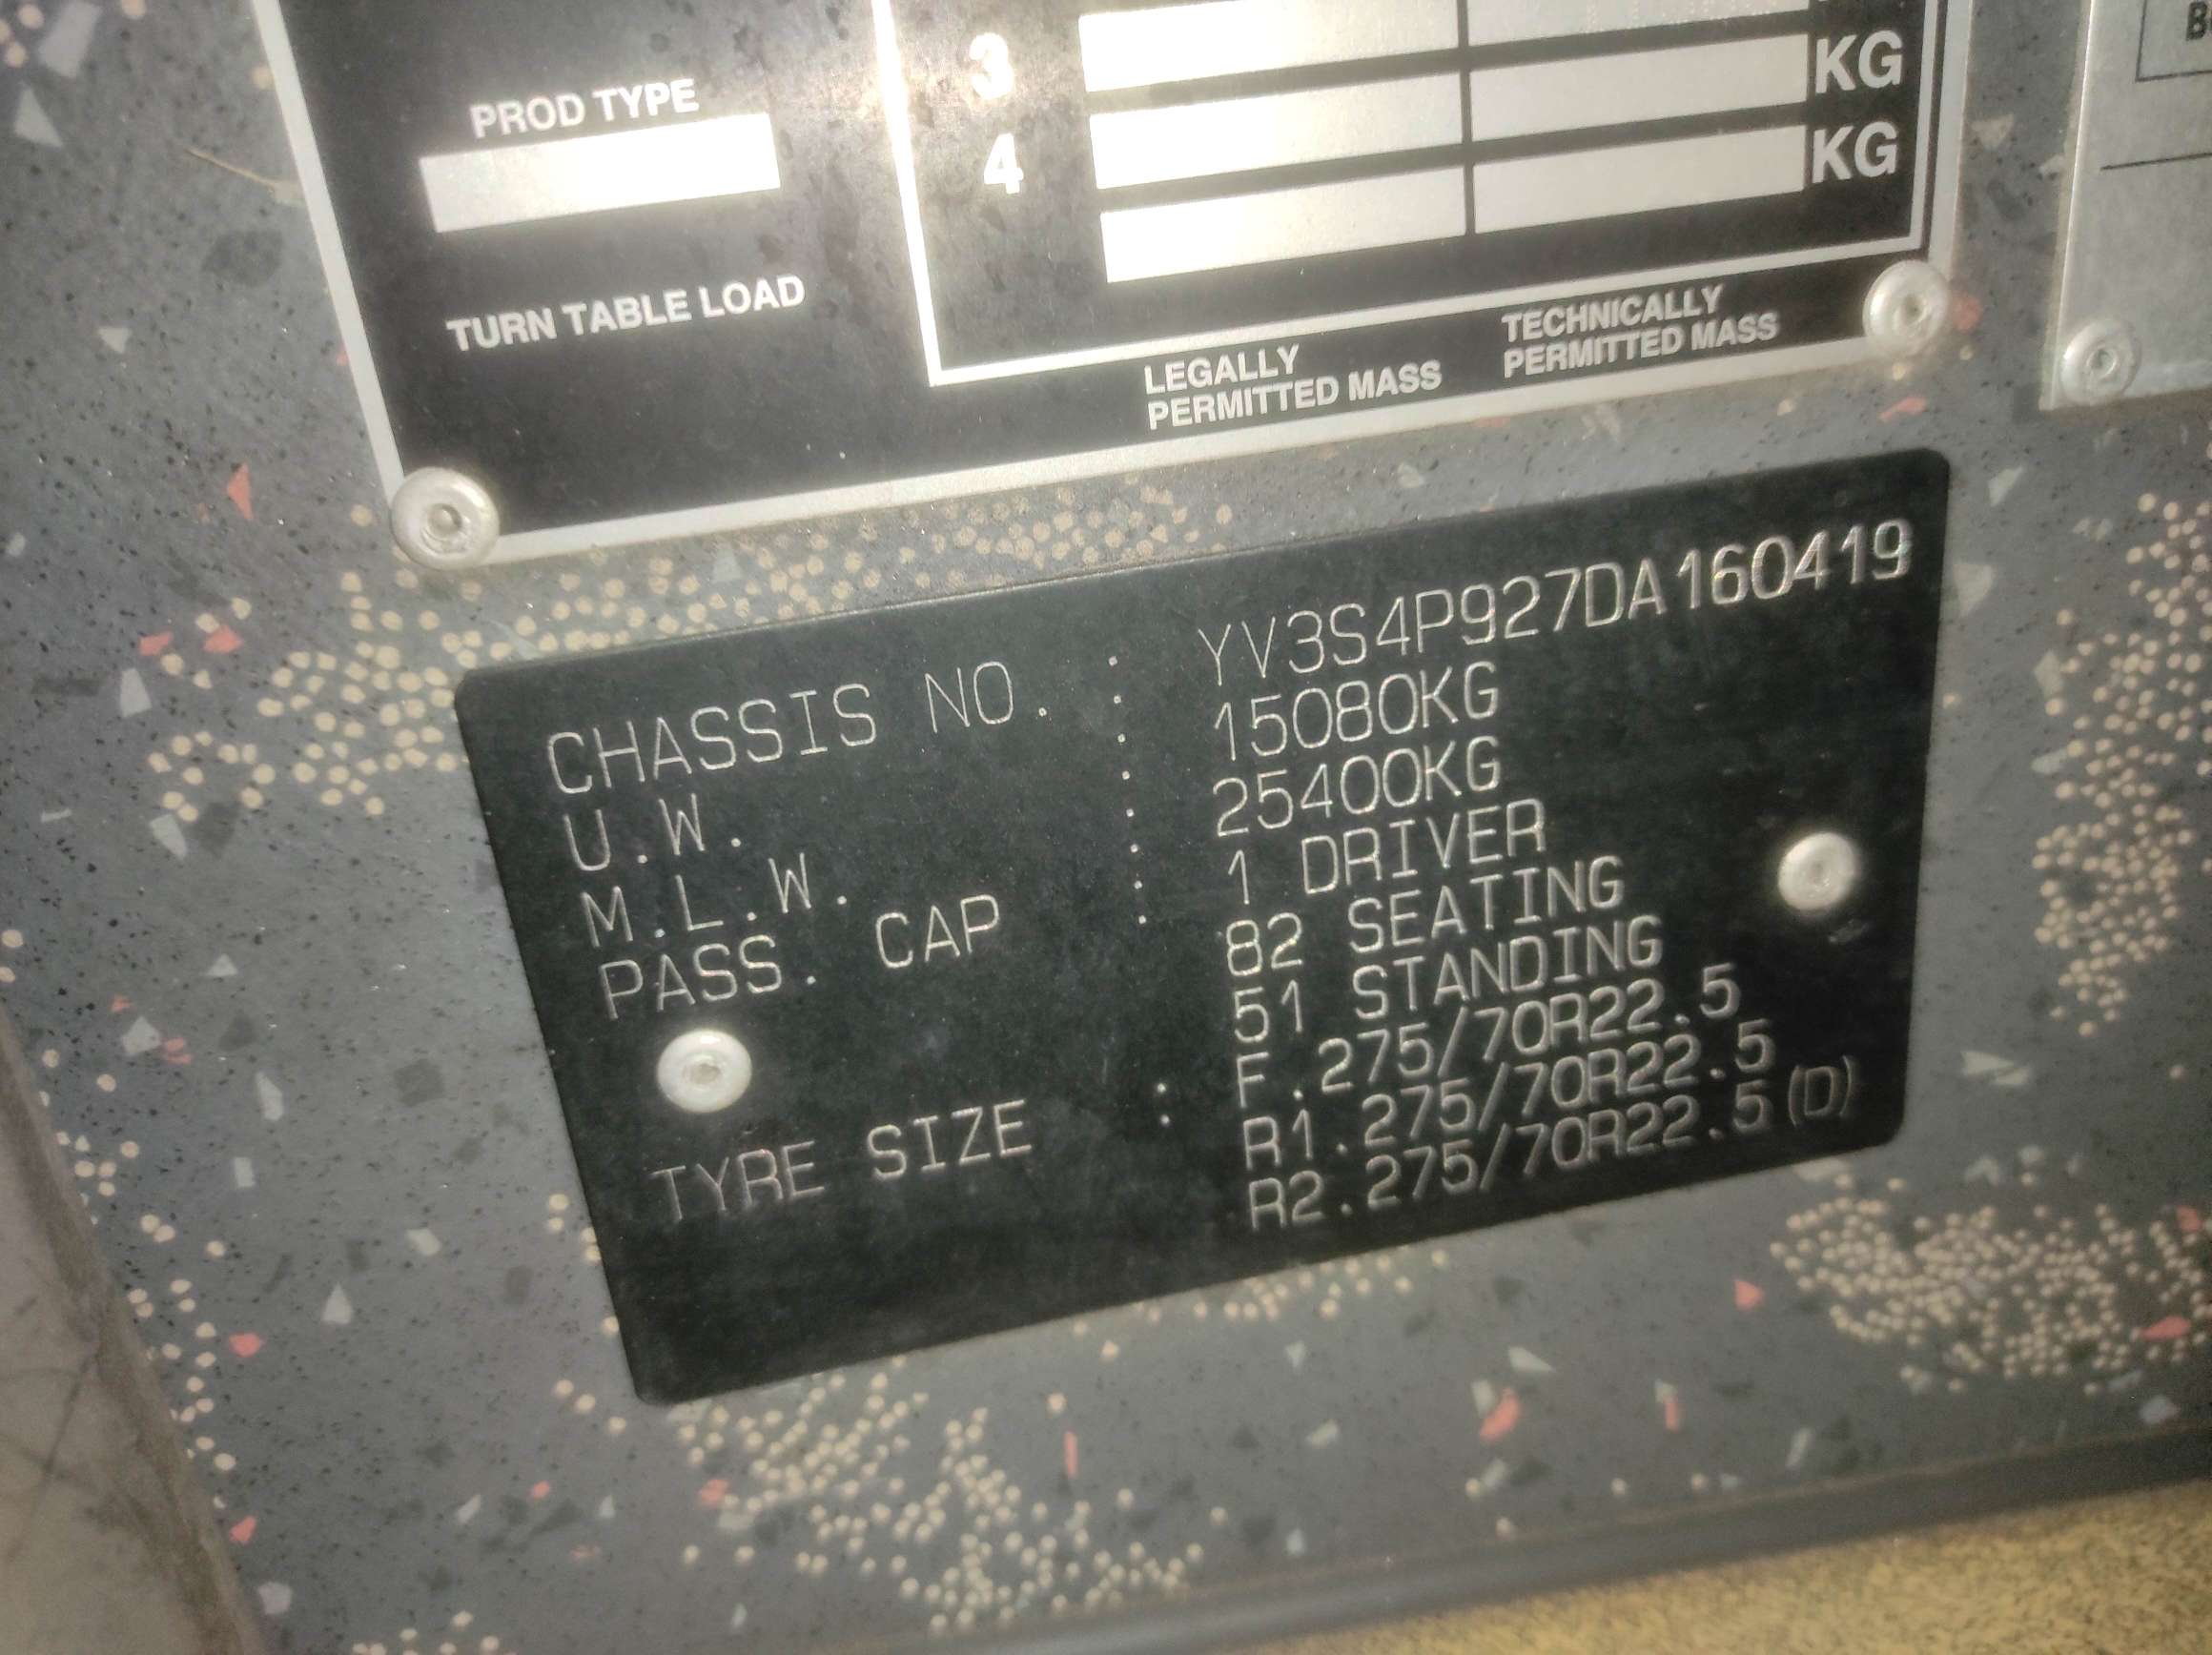 PROD TYPE
TURN TABLE LOAD
3 KG
4 KG
LEGALLY
PERMITTED MASS
TECHNICALLY
PERMITTED MASS
CHASSIS NO. : YV3S4P927DA160419
U.W. : 15080KG
M.L.W. : 25400KG
PASS. CAP : 1 DRIVER
82 SEATING
51 STANDING
TYRE SIZE : F.275/70R22.5
R1.275/70R22.5
R2.275/70R22.5(D)